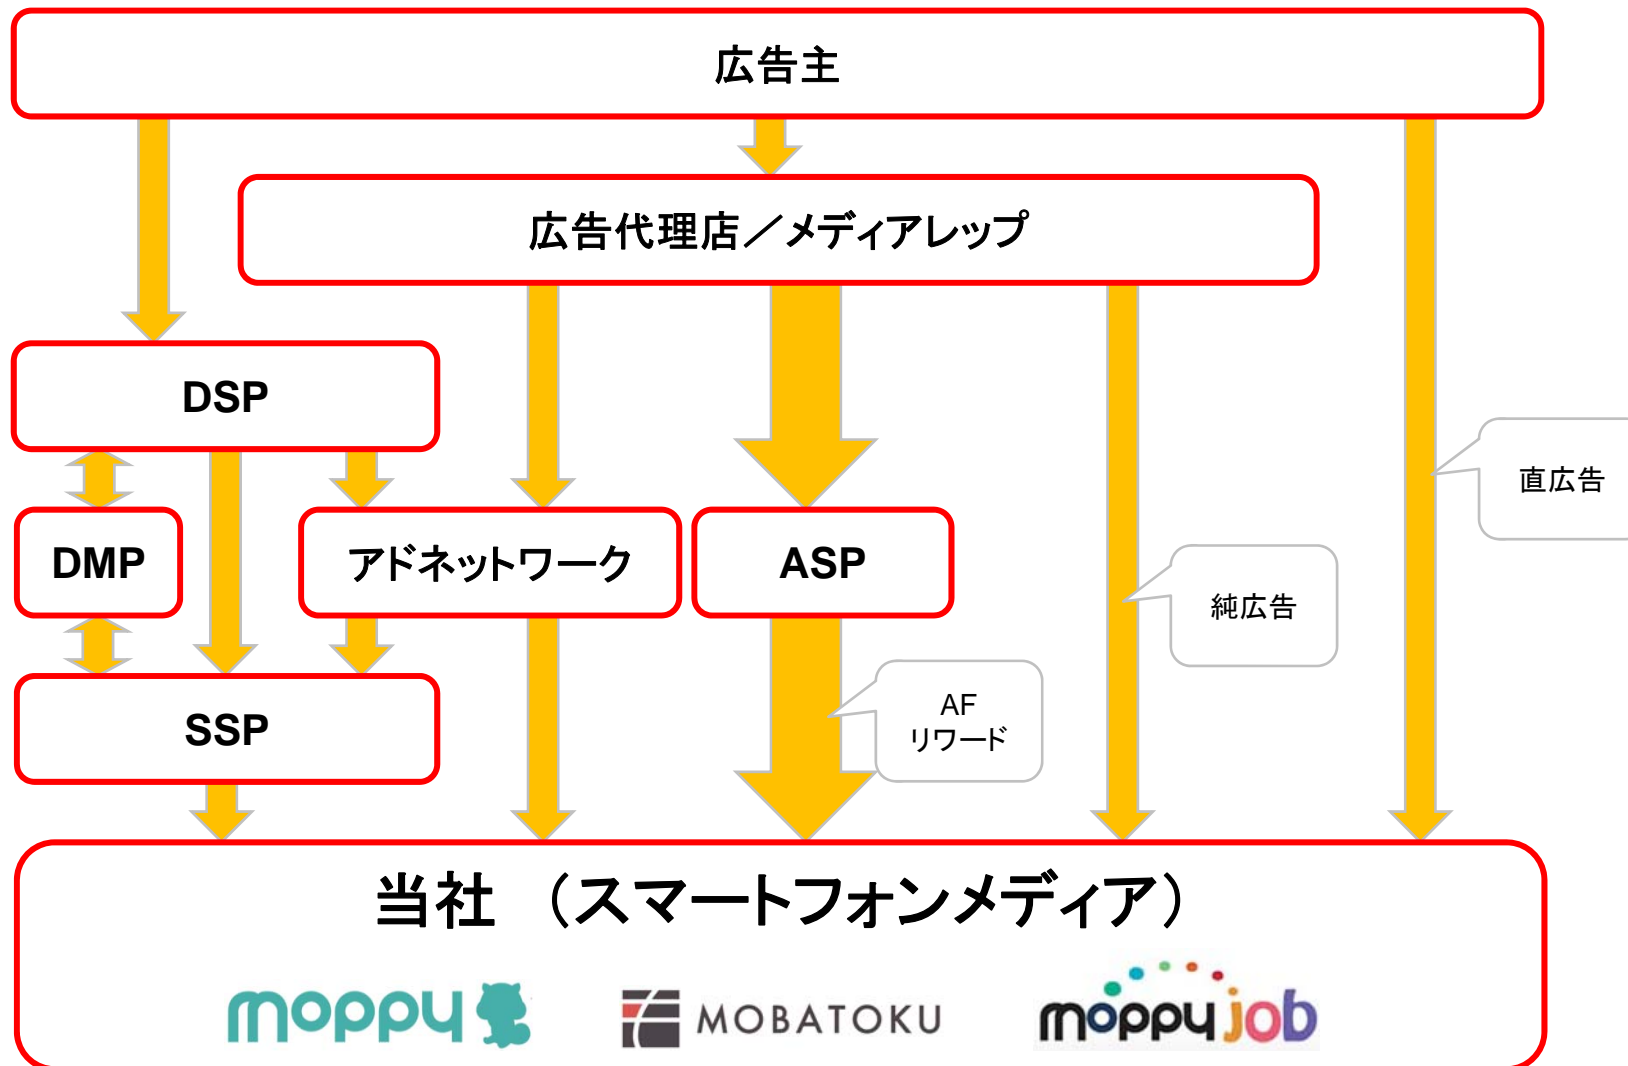 広告主
広告代理店／メディアレップ
DSP
直広告
DMP
アドネットワーク
ASP
純広告
SSP
AF
リワード
当社 （スマートフォンメディア）
moppy
MOBATOKU
moppy job